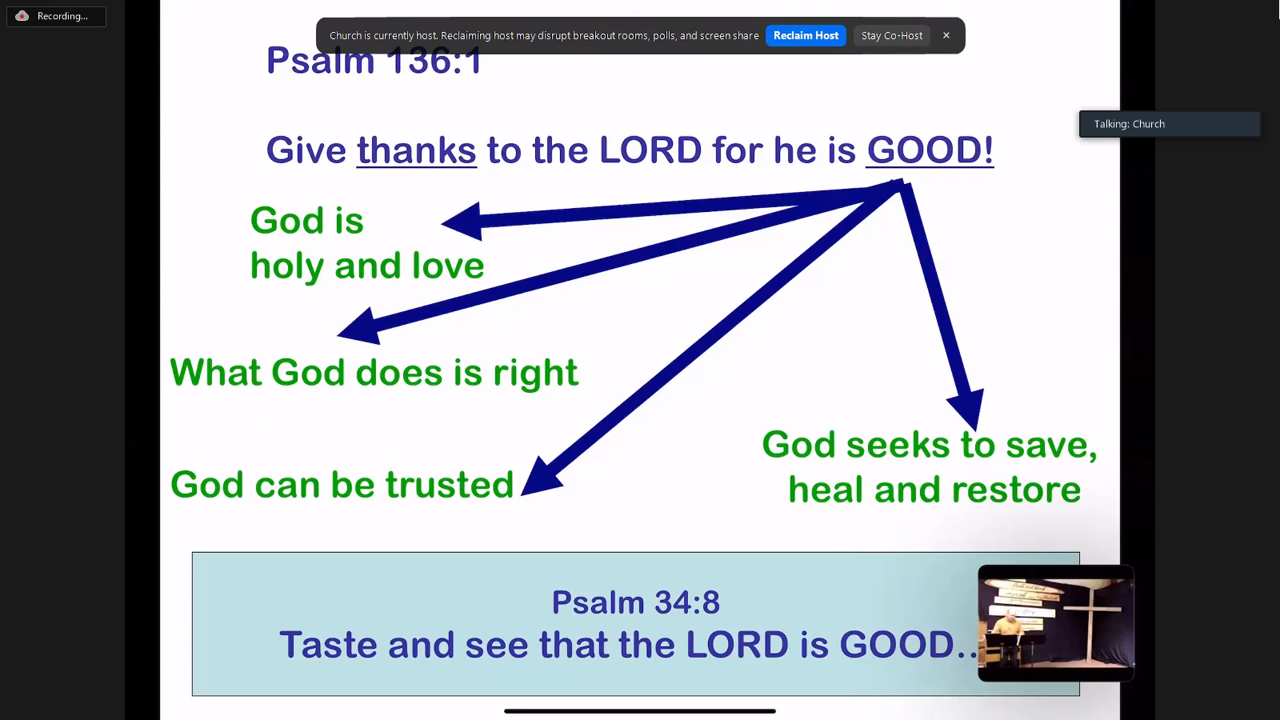 Recording...
Church is currently host. Reclaiming host may disrupt breakout rooms, polls, and screen share Reclaim Host Stay Co-Host ×
Psalm 136:1
Talking: Church
Give thanks to the LORD for he is GOOD!
God is
holy and love
What God does is right
God can be trusted
God seeks to save,
heal and restore
Psalm 34:8
Taste and see that the LORD is GOOD..